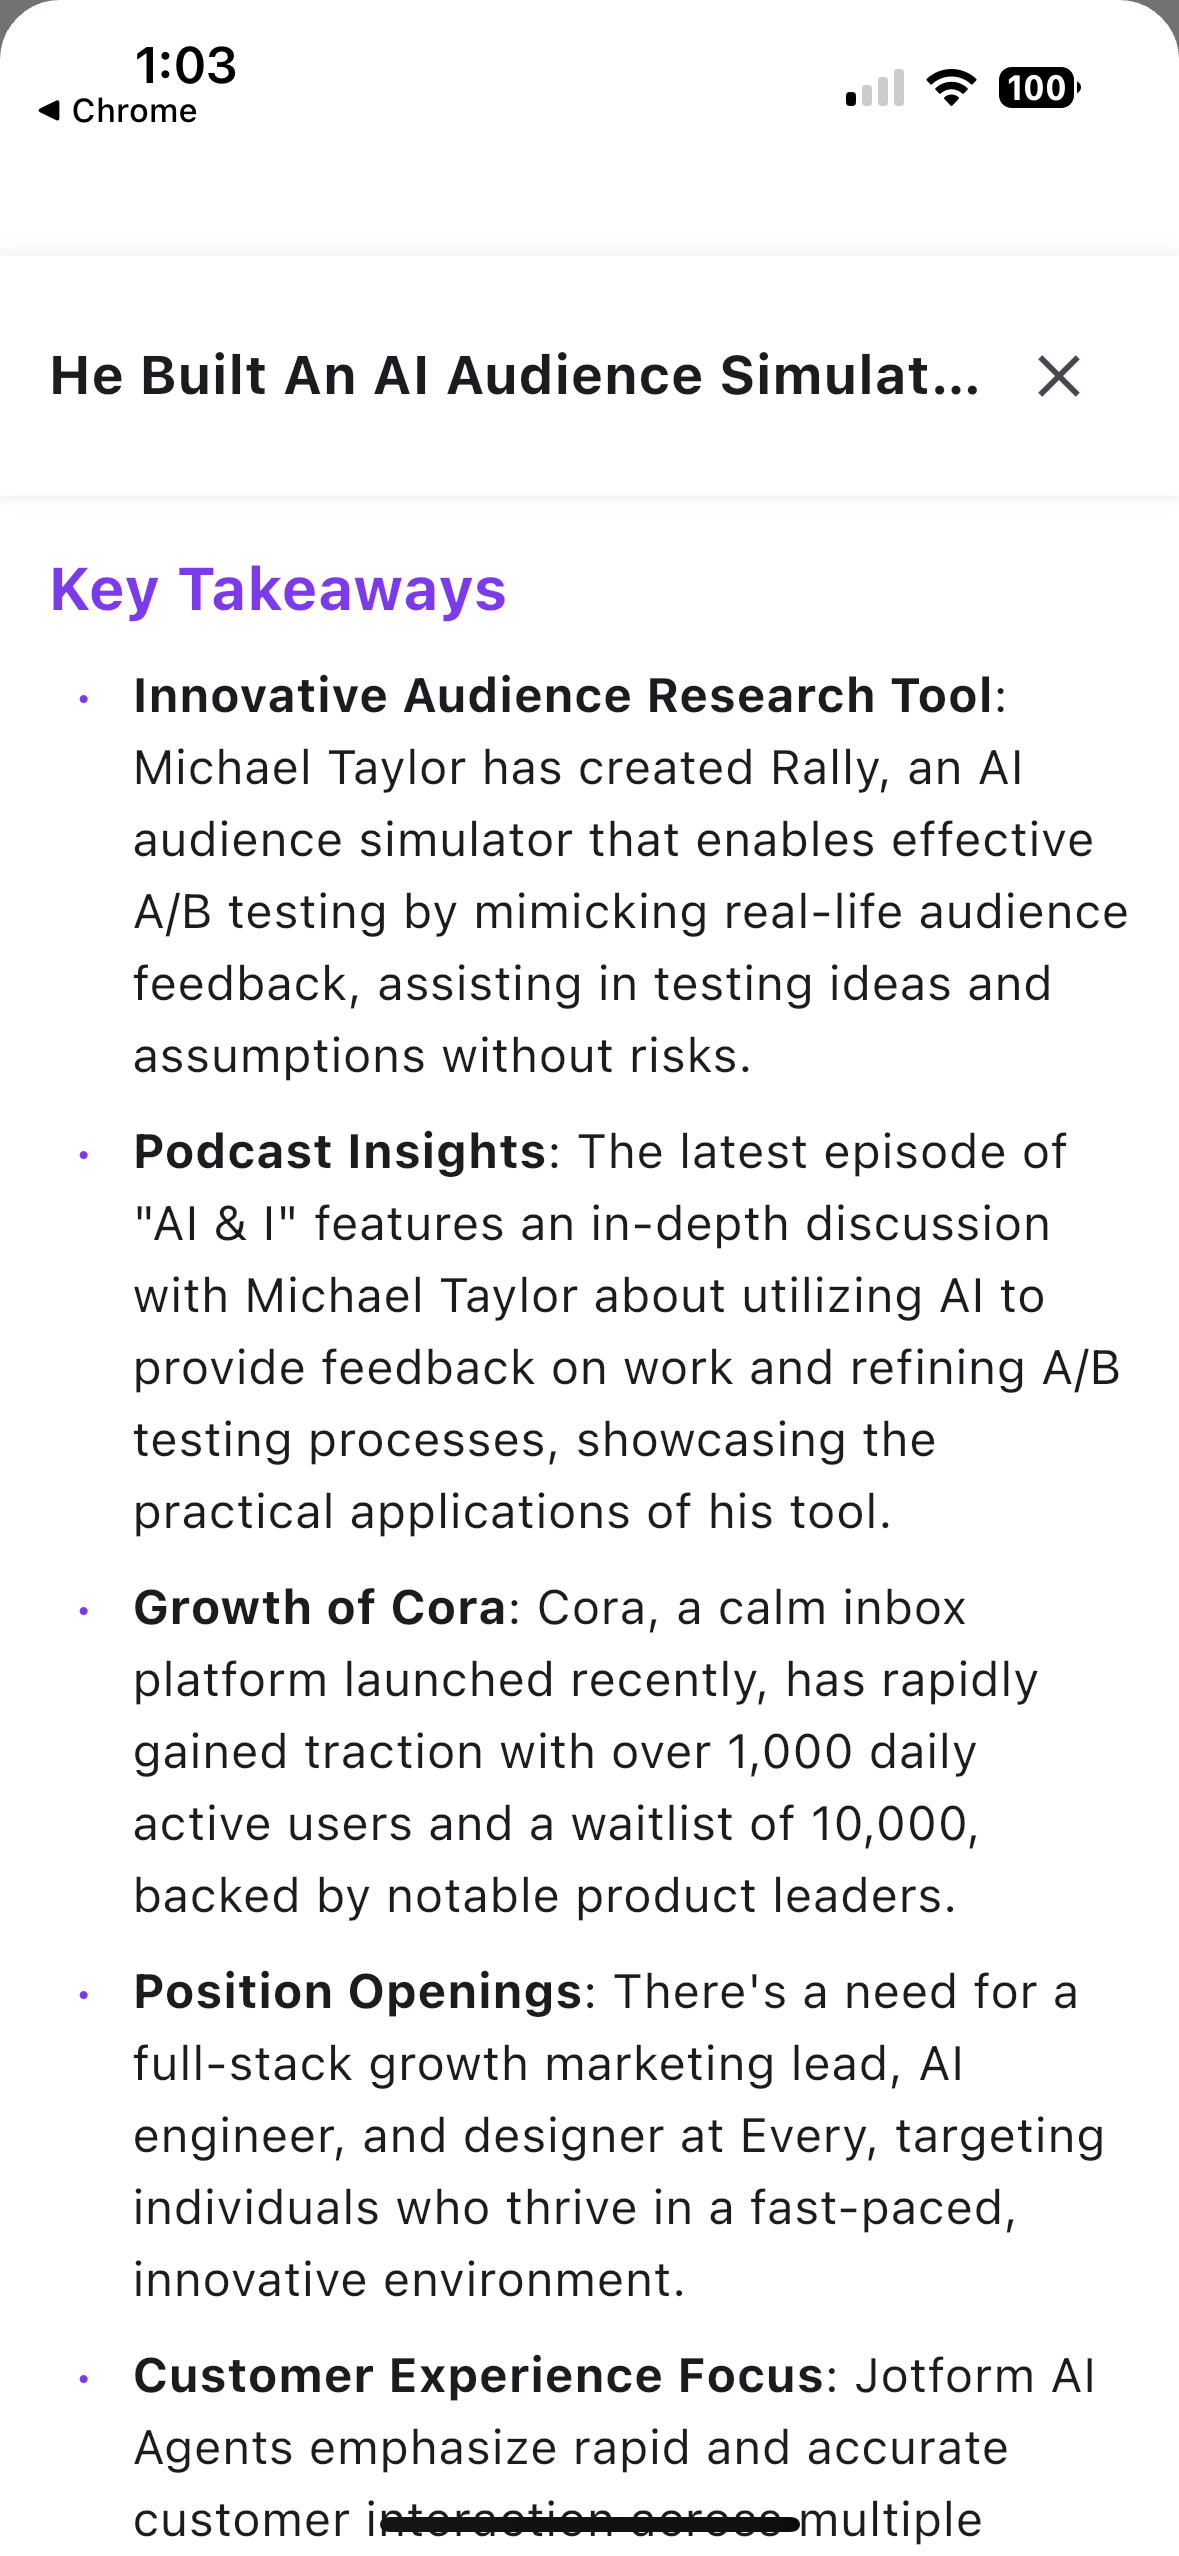 1:03
◀ Chrome
100
He Built An AI Audience Simulat...
Key Takeaways
• Innovative Audience Research Tool:
Michael Taylor has created Rally, an AI
audience simulator that enables effective
A/B testing by mimicking real-life audience
feedback, assisting in testing ideas and
assumptions without risks.
• Podcast Insights: The latest episode of
"AI & I" features an in-depth discussion
with Michael Taylor about utilizing AI to
provide feedback on work and refining A/B
testing processes, showcasing the
practical applications of his tool.
• Growth of Cora: Cora, a calm inbox
platform launched recently, has rapidly
gained traction with over 1,000 daily
active users and a waitlist of 10,000,
backed by notable product leaders.
• Position Openings: There's a need for a
full-stack growth marketing lead, AI
engineer, and designer at Every, targeting
individuals who thrive in a fast-paced,
innovative environment.
• Customer Experience Focus: Jotform AI
Agents emphasize rapid and accurate
customer interaction across multiple